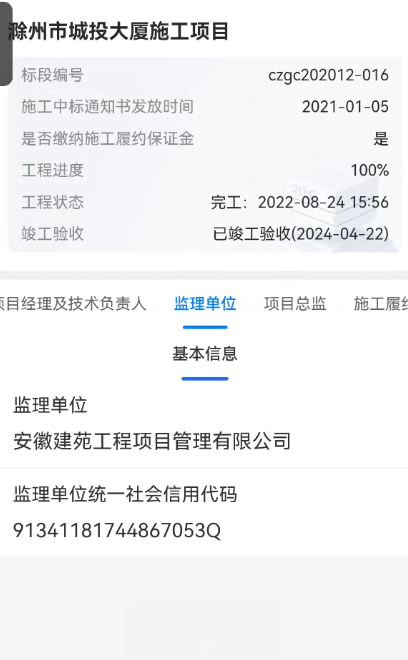 滁州市城投大厦施工项目
标段编号 czgc202012-016
施工中标通知书发放时间 2021-01-05
是否缴纳施工履约保证金 是
工程进度 100%
工程状态 完工：2022-08-24 15:56
竣工验收 已竣工验收(2024-04-22)
项目经理及技术负责人 监理单位 项目总监 施工履约
基本信息
监理单位
安徽建苑工程项目管理有限公司
监理单位统一社会信用代码
91341181744867053Q